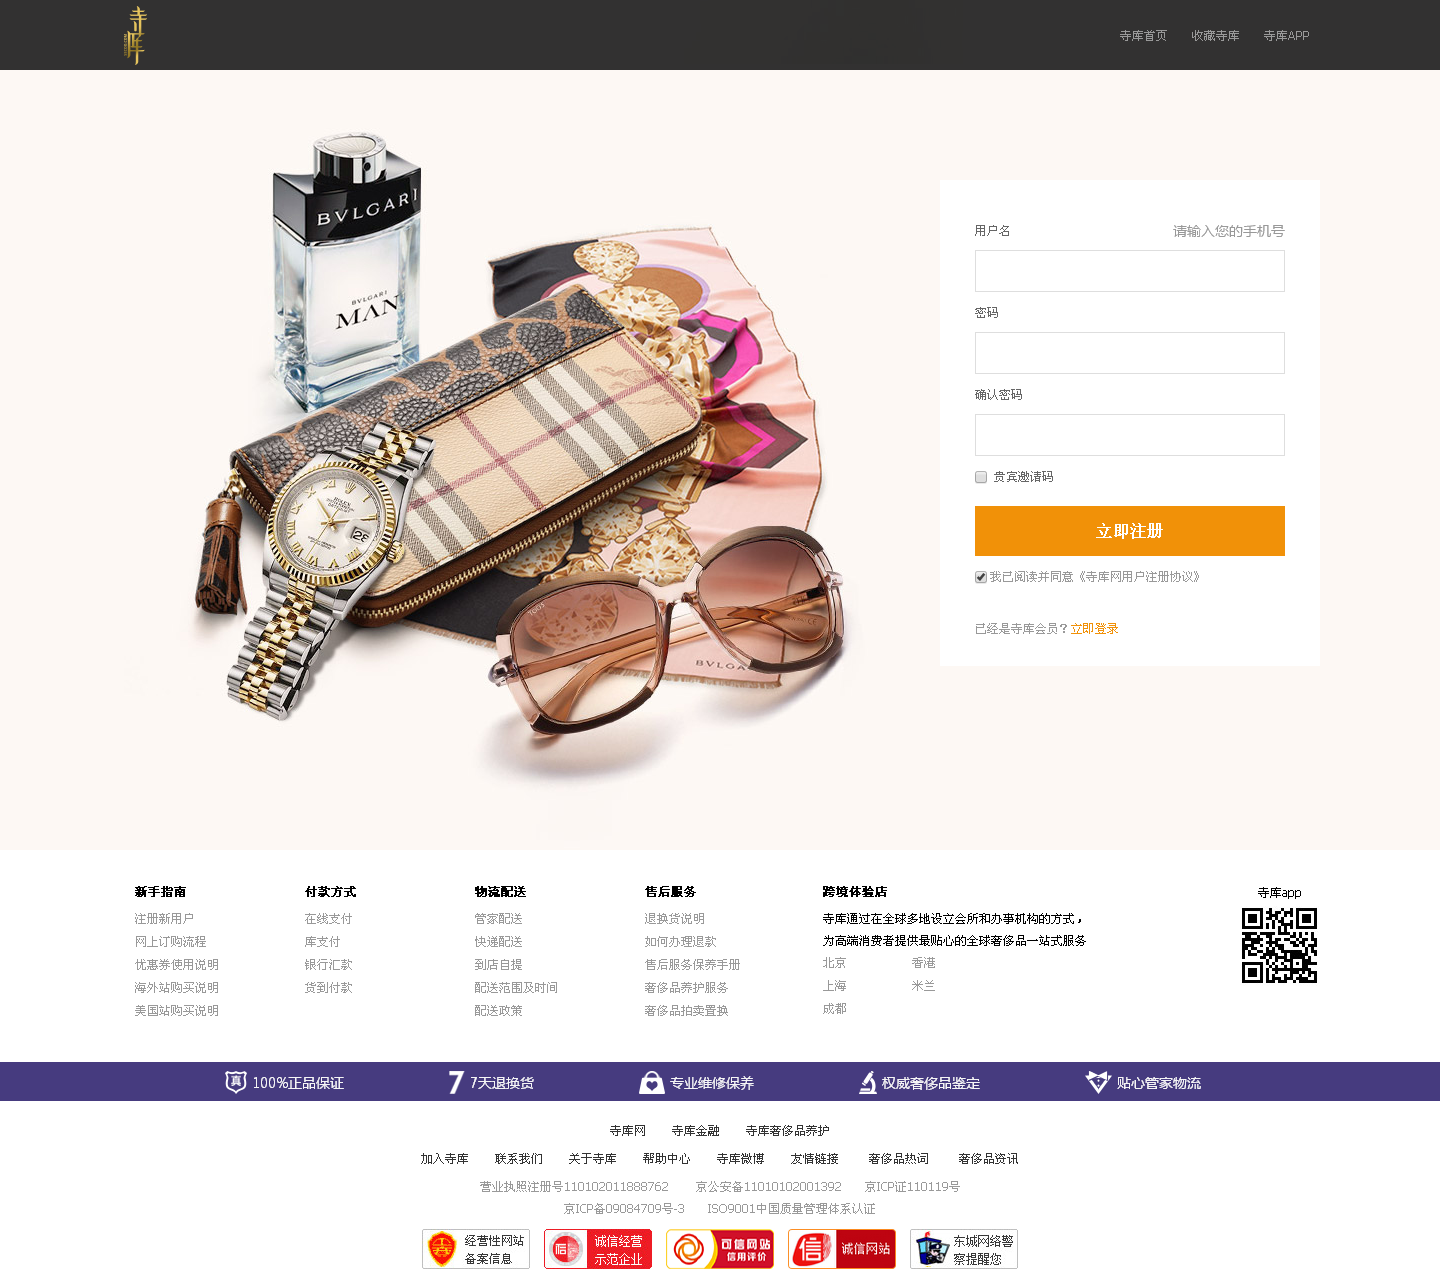 寺库
寺库首页 收藏寺库 寺库APP
BVLGARI
BVLGARI
MAN
用户名 请输入您的手机号
密码
确认密码
贵宾邀请码
立即注册
我已阅读并同意《寺库网用户注册协议》
已经是寺库会员？立即登录
ROLEX
TODS
BVLG
新手指南 付款方式 物流配送 售后服务 跨境体验店 寺库app
注册新用户 在线支付 管家配送 退换货说明 寺库通过在全球多地设立会所和办事机构的方式，
网上订购流程 库支付 快递配送 如何办理退款 为高端消费者提供最贴心的全球奢侈品一站式服务
优惠券使用说明 银行汇款 到店自提 售后服务保养手册 北京 香港
海外站购买说明 货到付款 配送范围及时间 奢侈品养护服务 上海 米兰
美国站购买说明 配送政策 奢侈品拍卖置换 成都
真 100%正品保证 7 7天退换货 专业维修保养 权威奢侈品鉴定 贴心管家物流
寺库网 寺库金融 寺库奢侈品养护
加入寺库 联系我们 关于寺库 帮助中心 寺库微博 友情链接 奢侈品热词 奢侈品资讯
营业执照注册号110102011888762 京公安备11010102001392 京ICP证110119号
京ICP备09084709号-3 ISO9001中国质量管理体系认证
经营性网站
备案信息
信
诚信经营
示范企业
可信网站
信用评价
信
诚信网站
东城网络警
察提醒您